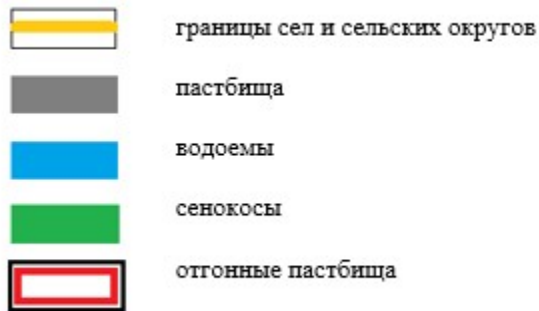 границы сел и сельских округов
пастбища
водоемы
сенокосы
отгонные пастбища